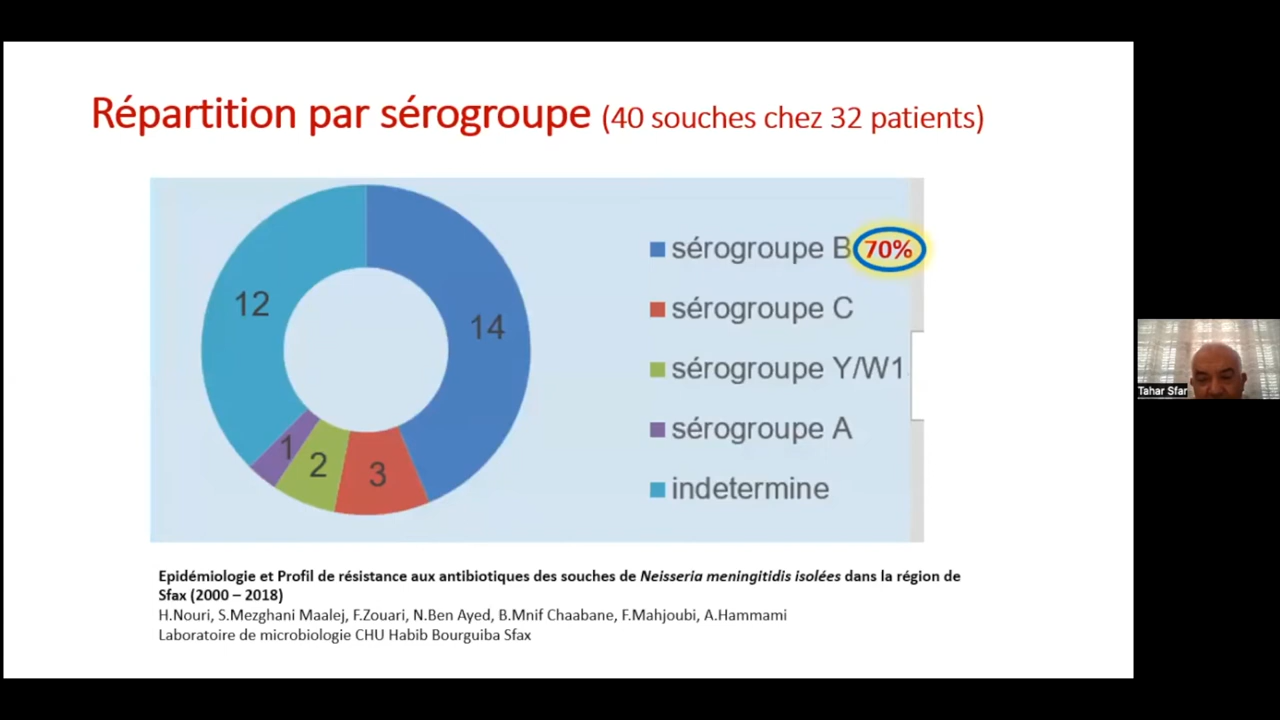 Répartition par sérogroupe (40 souches chez 32 patients)
12
14
1
2
3
sérogroupe B 70%
sérogroupe C
sérogroupe Y/W1
sérogroupe A
indetermine
Epidémiologie et Profil de résistance aux antibiotiques des souches de Neisseria meningitidis isolées dans la région de
Sfax (2000 – 2018)
H.Nouri, S.Mezghani Maalej, F.Zouari, N.Ben Ayed, B.Mnif Chaabane, F.Mahjoubi, A.Hammami
Laboratoire de microbiologie CHU Habib Bourguiba Sfax
Tahar Sfar